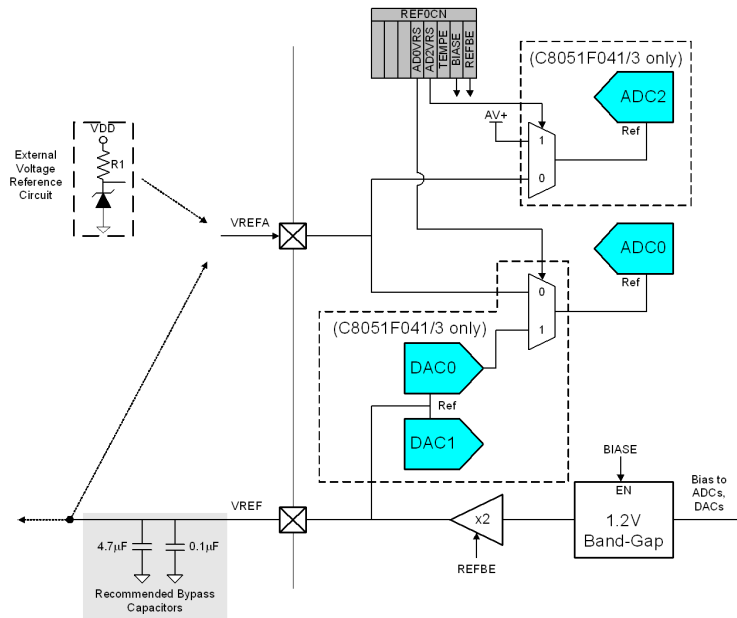 REF0CN
AD0VRS
AD2VRS
TEMPE
BIASE
REFBE
(C8051F041/3 only)
ADC2
Ref
AV+
1
0
VDD
R1
External
Voltage
Reference
Circuit
VREFA
ADC0
Ref
0
1
(C8051F041/3 only)
DAC0
Ref
DAC1
BIASE
EN
1.2V
Band-Gap
Bias to
ADCs,
DACs
x2
REFBE
VREF
4.7μF
0.1μF
Recommended Bypass
Capacitors